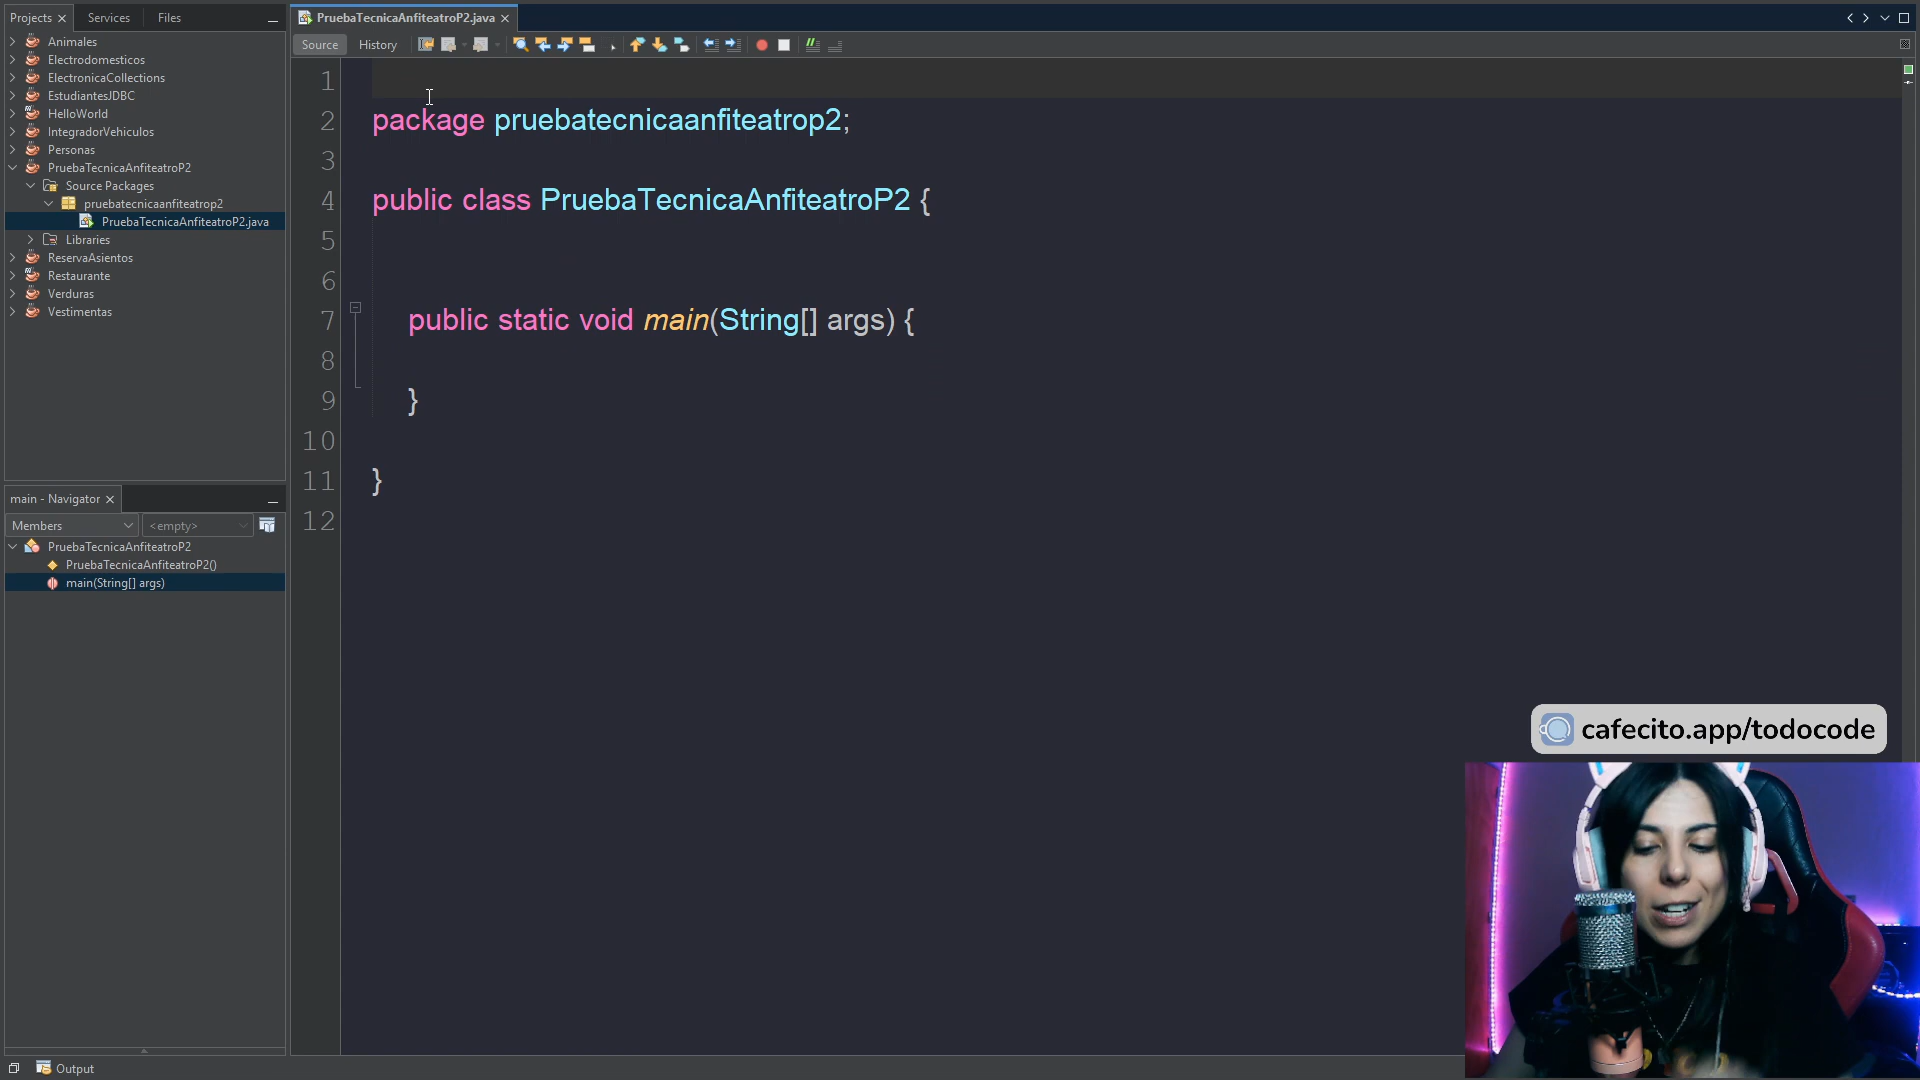 Projects
Services
Files
PruebaTecnicaAnfiteatroP2.java
Animales
Electrodomesticos
ElectronicaCollections
EstudiantesJDBC
HelloWorld
IntegradorVehiculos
Personas
PruebaTecnicaAnfiteatroP2
Source Packages
pruebatecnicaanfiteatrop2
PruebaTecnicaAnfiteatroP2.java
Libraries
ReservaAsientos
Restaurante
Verduras
Vestimentas
main - Navigator
Members
<empty>
PruebaTecnicaAnfiteatroP2
PruebaTecnicaAnfiteatroP2()
main(String[] args)
Source
History
1
2 package pruebatecnicaanfiteatrop2;
3
4 public class PruebaTecnicaAnfiteatroP2 {
5
6
7 public static void main(String[] args) {
8
9 }
10
11 }
12
cafecito.app/todocode
Output